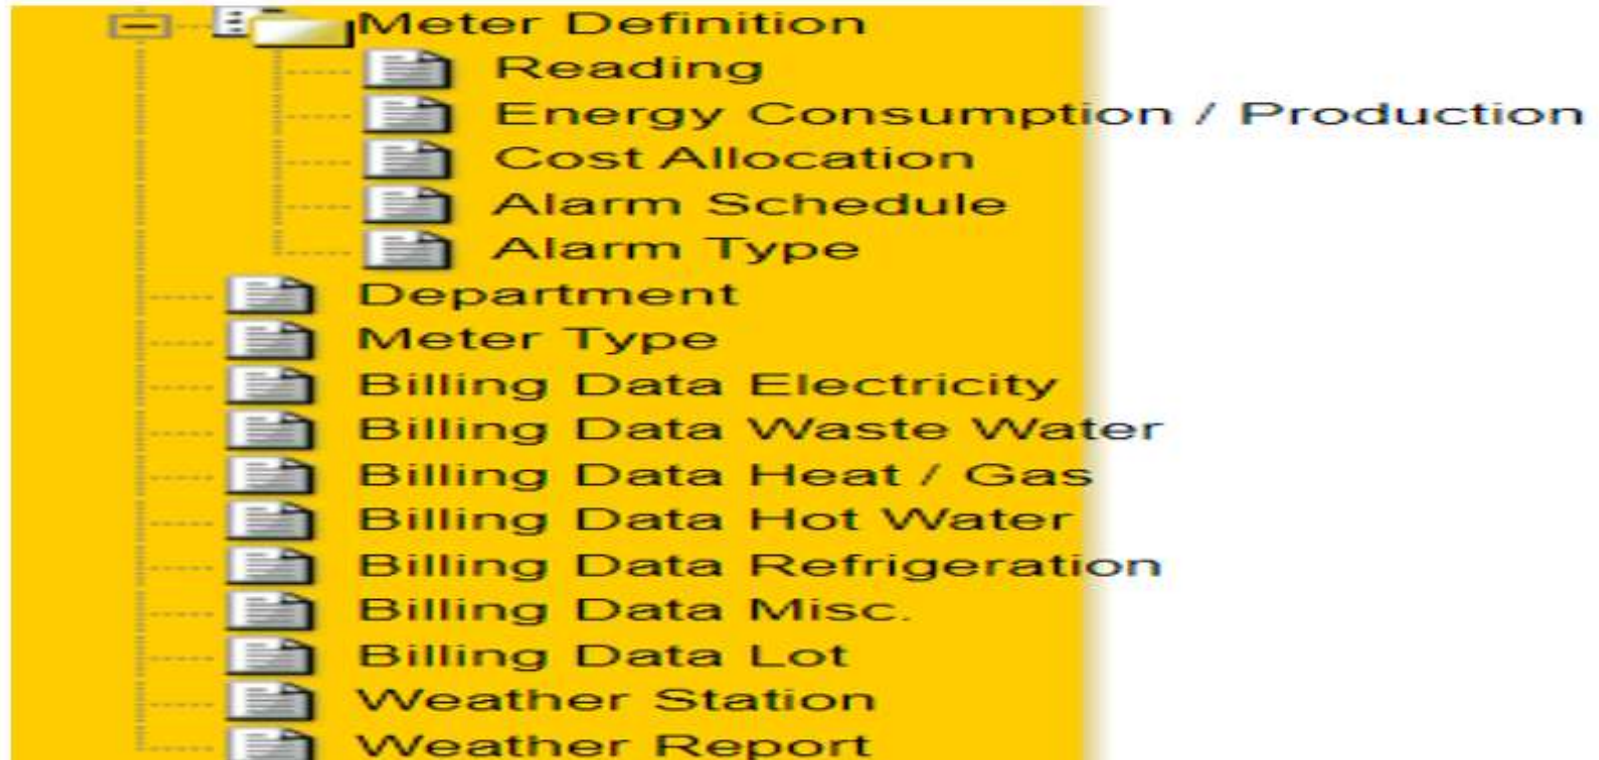 Meter Definition
Reading
Energy Consumption / Production
Cost Allocation
Alarm Schedule
Alarm Type
Department
Meter Type
Billing Data Electricity
Billing Data Waste Water
Billing Data Heat / Gas
Billing Data Hot Water
Billing Data Refrigeration
Billing Data Misc.
Billing Data Lot
Weather Station
Weather Report